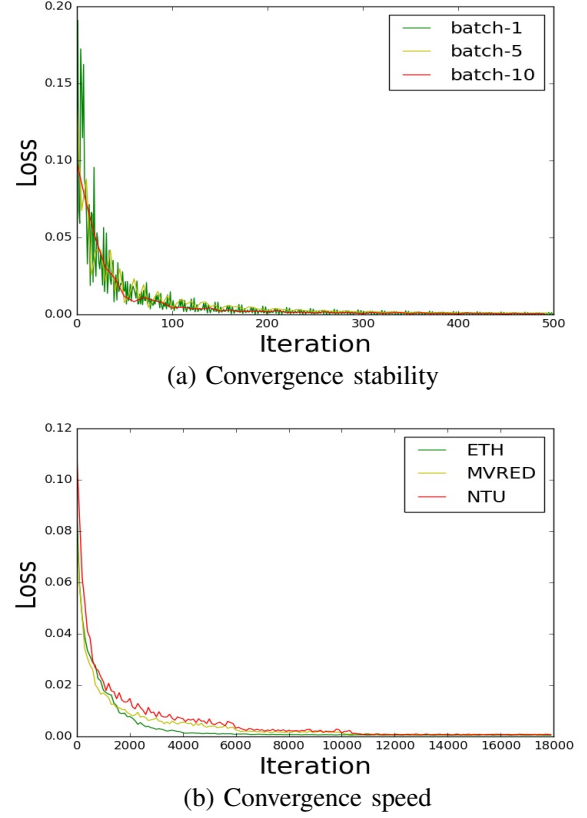 0.20
0.15
0.10
0.05
0.00
Loss
batch-1
batch-5
batch-10
0 100 200 300 400 500
Iteration
(a) Convergence stability
0.12
0.10
0.08
0.06
0.04
0.02
0.00
Loss
ETH
MVRED
NTU
0 2000 4000 6000 8000 10000 12000 14000 16000 18000
Iteration
(b) Convergence speed